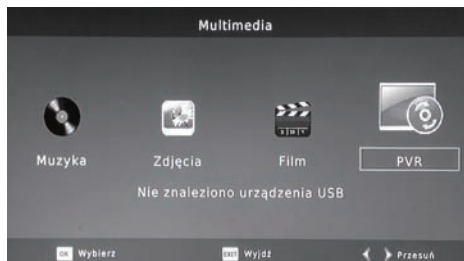 Multimedia
Muzyka Zdjęcia Film PVR
Nie znaleziono urządzenia USB
OK Wybierz EXIT Wyjdź Przesuń